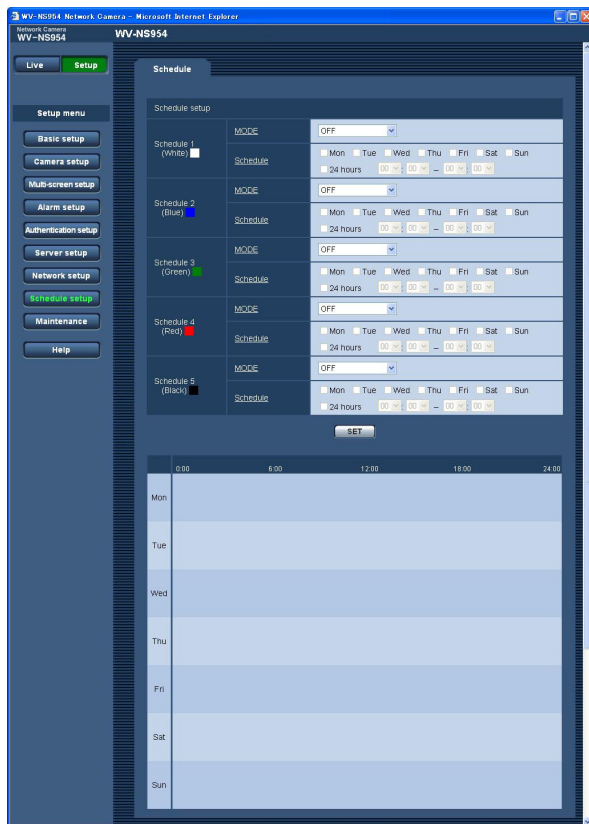 WV-NS954 Network Camera - Microsoft Internet Explorer
Network Camera
WV-NS954
WV-NS954
Live
Setup
Setup menu
Basic setup
Camera setup
Multi-screen setup
Alarm setup
Authentication setup
Server setup
Network setup
Schedule setup
Maintenance
Help
Schedule
Schedule setup
Schedule 1
(White)
MODE
OFF
Schedule
Mon Tue Wed Thu Fri Sat Sun
24 hours 00 : 00 – 00 : 00
Schedule 2
(Blue)
MODE
OFF
Schedule
Mon Tue Wed Thu Fri Sat Sun
24 hours 00 : 00 – 00 : 00
Schedule 3
(Green)
MODE
OFF
Schedule
Mon Tue Wed Thu Fri Sat Sun
24 hours 00 : 00 – 00 : 00
Schedule 4
(Red)
MODE
OFF
Schedule
Mon Tue Wed Thu Fri Sat Sun
24 hours 00 : 00 – 00 : 00
Schedule 5
(Black)
MODE
OFF
Schedule
Mon Tue Wed Thu Fri Sat Sun
24 hours 00 : 00 – 00 : 00
SET
0:00 6:00 12:00 18:00 24:00
Mon
Tue
Wed
Thu
Fri
Sat
Sun